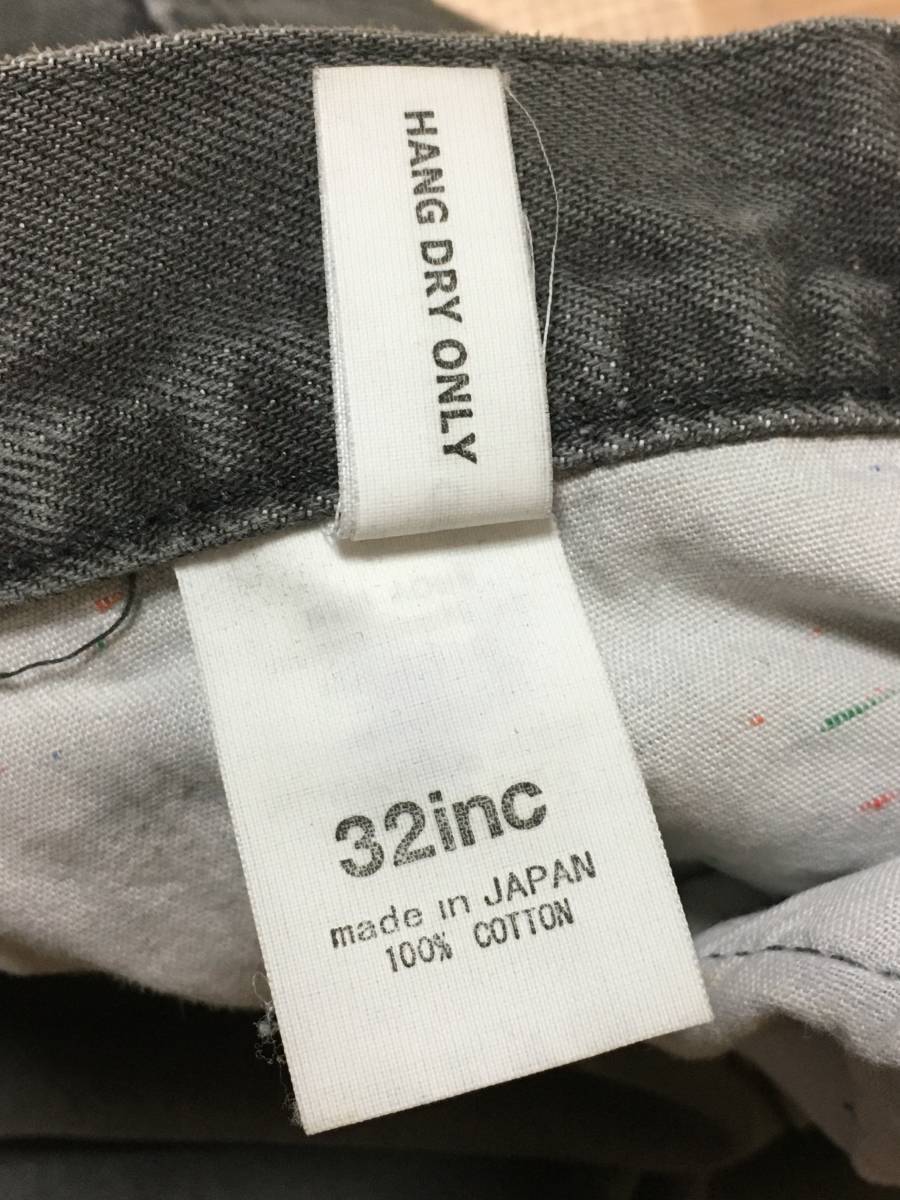 HANG DRY ONLY
32inc
made in JAPAN
100% COTTON